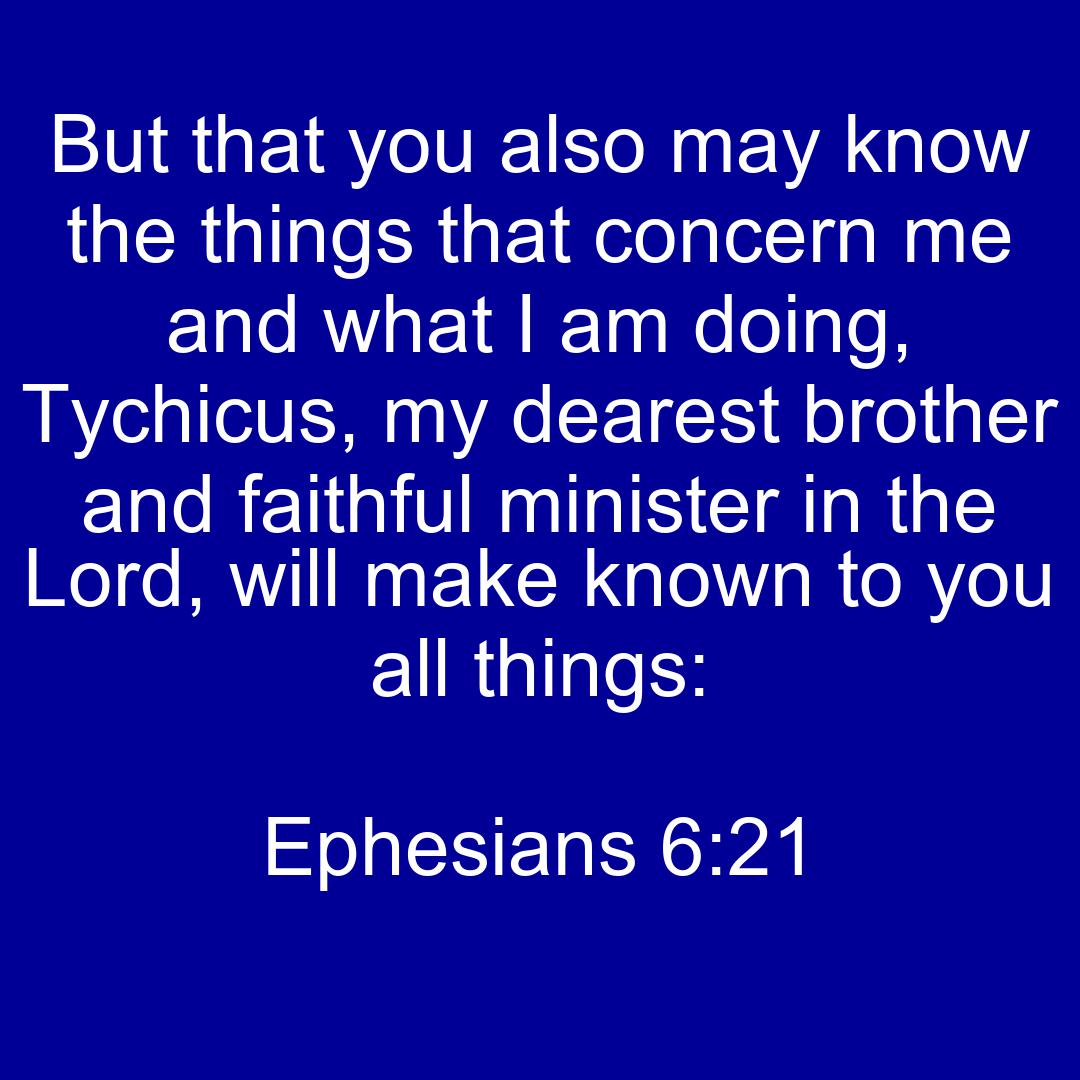 But that you also may know
the things that concern me
and what I am doing,
Tychicus, my dearest brother
and faithful minister in the
Lord, will make known to you
all things:
Ephesians 6:21